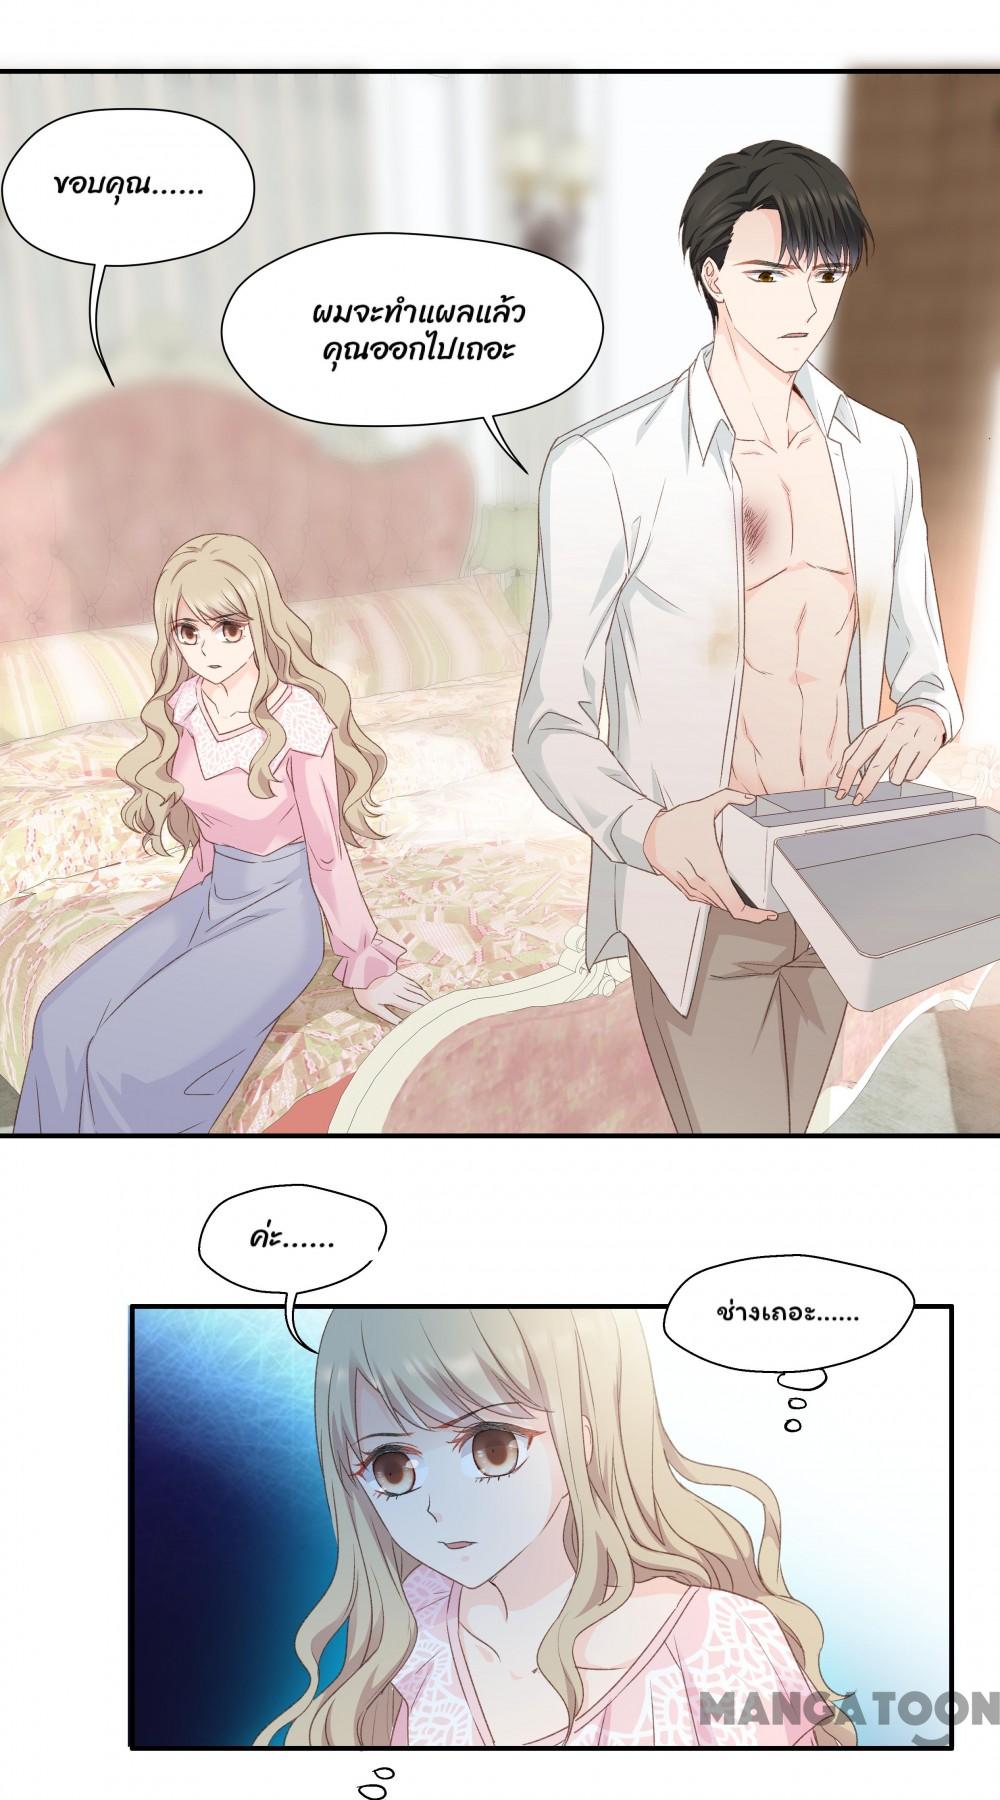 ขอบคุณ......
ผมจะทำแผลแล้ว
คุณออกไปเถอะ
ค่ะ......
ช่างเถอะ......
MANGATOON